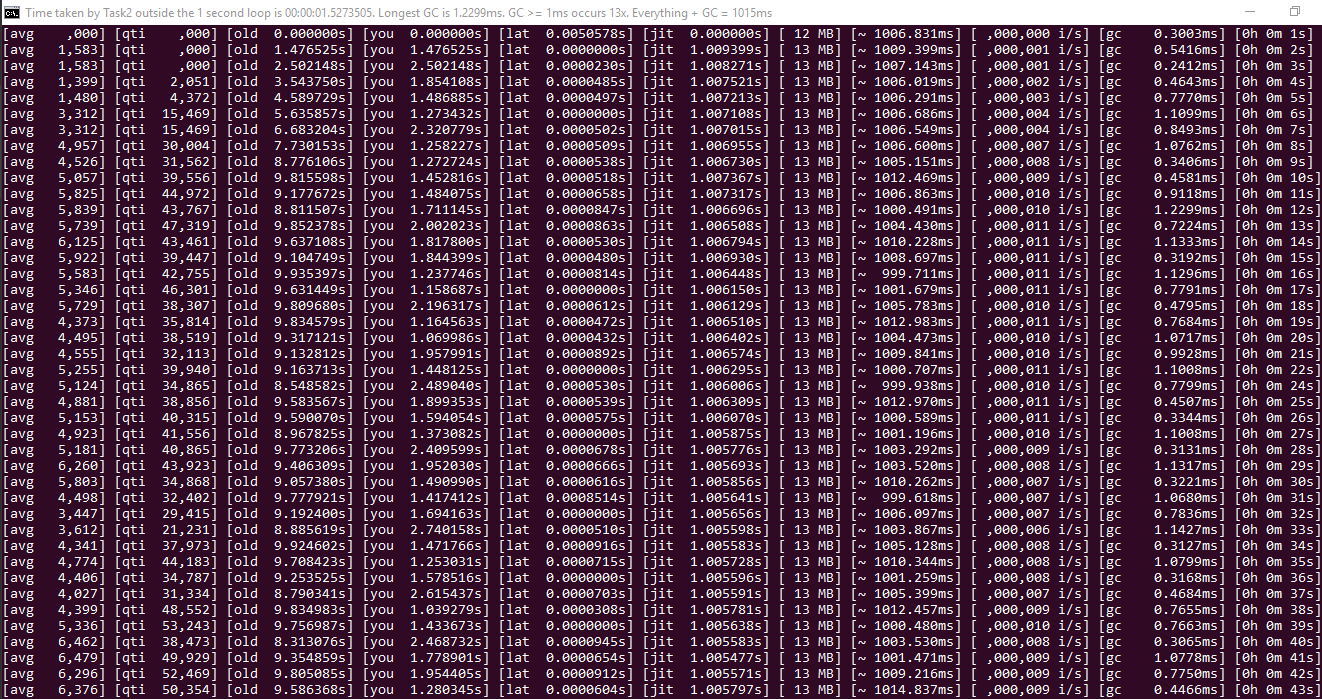 Time taken by Task2 outside the 1 second loop is 00:00:01.5273505. Longest GC is 1.2299ms. GC >= 1ms occurs 13x. Everything + GC = 1015ms
[avg ,000] [qti ,000] [old 0.000000s] [you 0.000000s] [lat 0.0050578s] [jit 0.000000s] [ 12 MB] [~ 1006.831ms] [ ,000,000 i/s] [gc 0.3003ms] [0h 0m 1s]
[avg 1,583] [qti ,000] [old 1.476525s] [you 1.476525s] [lat 0.0000000s] [jit 1.009399s] [ 13 MB] [~ 1009.399ms] [ ,000,001 i/s] [gc 0.5416ms] [0h 0m 2s]
[avg 1,583] [qti ,000] [old 2.502148s] [you 2.502148s] [lat 0.0000230s] [jit 1.008271s] [ 13 MB] [~ 1007.143ms] [ ,000,001 i/s] [gc 0.2412ms] [0h 0m 3s]
[avg 1,399] [qti 2,051] [old 3.543750s] [you 1.854108s] [lat 0.0000485s] [jit 1.007521s] [ 13 MB] [~ 1006.019ms] [ ,000,002 i/s] [gc 0.4643ms] [0h 0m 4s]
[avg 1,480] [qti 4,372] [old 4.589729s] [you 1.486885s] [lat 0.0000497s] [jit 1.007213s] [ 13 MB] [~ 1006.291ms] [ ,000,003 i/s] [gc 0.7770ms] [0h 0m 5s]
[avg 3,312] [qti 15,469] [old 5.635857s] [you 1.273432s] [lat 0.0000000s] [jit 1.007108s] [ 13 MB] [~ 1006.686ms] [ ,000,004 i/s] [gc 1.1099ms] [0h 0m 6s]
[avg 3,312] [qti 15,469] [old 6.683204s] [you 2.320779s] [lat 0.0000502s] [jit 1.007015s] [ 13 MB] [~ 1006.549ms] [ ,000,004 i/s] [gc 0.8493ms] [0h 0m 7s]
[avg 4,957] [qti 30,004] [old 7.730153s] [you 1.258227s] [lat 0.0000509s] [jit 1.006955s] [ 13 MB] [~ 1006.600ms] [ ,000,007 i/s] [gc 1.0762ms] [0h 0m 8s]
[avg 4,526] [qti 31,562] [old 8.776106s] [you 1.272724s] [lat 0.0000538s] [jit 1.006730s] [ 13 MB] [~ 1005.151ms] [ ,000,008 i/s] [gc 0.3406ms] [0h 0m 9s]
[avg 5,057] [qti 39,556] [old 9.815598s] [you 1.452816s] [lat 0.0000518s] [jit 1.007367s] [ 13 MB] [~ 1012.469ms] [ ,000,009 i/s] [gc 0.4581ms] [0h 0m 10s]
[avg 5,825] [qti 44,972] [old 9.177672s] [you 1.484075s] [lat 0.0000658s] [jit 1.007317s] [ 13 MB] [~ 1006.863ms] [ ,000,010 i/s] [gc 0.9118ms] [0h 0m 11s]
[avg 5,839] [qti 43,767] [old 8.811507s] [you 1.711145s] [lat 0.0000847s] [jit 1.006696s] [ 13 MB] [~ 1000.491ms] [ ,000,010 i/s] [gc 1.2299ms] [0h 0m 12s]
[avg 5,739] [qti 47,319] [old 9.852378s] [you 2.002023s] [lat 0.0000863s] [jit 1.006508s] [ 13 MB] [~ 1004.430ms] [ ,000,011 i/s] [gc 0.7224ms] [0h 0m 13s]
[avg 6,125] [qti 43,461] [old 9.637108s] [you 1.817800s] [lat 0.0000530s] [jit 1.006794s] [ 13 MB] [~ 1010.228ms] [ ,000,011 i/s] [gc 1.1333ms] [0h 0m 14s]
[avg 5,922] [qti 39,447] [old 9.104749s] [you 1.844399s] [lat 0.0000480s] [jit 1.006930s] [ 13 MB] [~ 1008.697ms] [ ,000,011 i/s] [gc 0.3192ms] [0h 0m 15s]
[avg 5,583] [qti 42,755] [old 9.935397s] [you 1.237746s] [lat 0.0000814s] [jit 1.006448s] [ 13 MB] [~ 999.711ms] [ ,000,011 i/s] [gc 1.1296ms] [0h 0m 16s]
[avg 5,346] [qti 46,301] [old 9.631449s] [you 1.158687s] [lat 0.0000000s] [jit 1.006150s] [ 13 MB] [~ 1001.679ms] [ ,000,011 i/s] [gc 0.7791ms] [0h 0m 17s]
[avg 5,729] [qti 38,307] [old 9.809680s] [you 2.196317s] [lat 0.0000612s] [jit 1.006129s] [ 13 MB] [~ 1005.783ms] [ ,000,010 i/s] [gc 0.4795ms] [0h 0m 18s]
[avg 4,373] [qti 35,814] [old 9.834579s] [you 1.164563s] [lat 0.0000472s] [jit 1.006510s] [ 13 MB] [~ 1012.983ms] [ ,000,011 i/s] [gc 0.7684ms] [0h 0m 19s]
[avg 4,495] [qti 38,519] [old 9.317121s] [you 1.069986s] [lat 0.0000432s] [jit 1.006402s] [ 13 MB] [~ 1004.473ms] [ ,000,010 i/s] [gc 1.0717ms] [0h 0m 20s]
[avg 4,555] [qti 32,113] [old 9.132812s] [you 1.957991s] [lat 0.0000892s] [jit 1.006574s] [ 13 MB] [~ 1009.841ms] [ ,000,010 i/s] [gc 0.9928ms] [0h 0m 21s]
[avg 5,255] [qti 39,940] [old 9.163713s] [you 1.448125s] [lat 0.0000000s] [jit 1.006295s] [ 13 MB] [~ 1000.707ms] [ ,000,011 i/s] [gc 1.1008ms] [0h 0m 22s]
[avg 5,124] [qti 34,865] [old 8.548582s] [you 2.489040s] [lat 0.0000530s] [jit 1.006006s] [ 13 MB] [~ 999.938ms] [ ,000,010 i/s] [gc 0.7799ms] [0h 0m 24s]
[avg 4,881] [qti 38,856] [old 9.583567s] [you 1.899353s] [lat 0.0000539s] [jit 1.006309s] [ 13 MB] [~ 1012.970ms] [ ,000,011 i/s] [gc 0.4507ms] [0h 0m 25s]
[avg 5,153] [qti 40,315] [old 9.590070s] [you 1.594054s] [lat 0.0000575s] [jit 1.006070s] [ 13 MB] [~ 1000.589ms] [ ,000,011 i/s] [gc 0.3344ms] [0h 0m 26s]
[avg 4,923] [qti 41,556] [old 8.967825s] [you 1.373082s] [lat 0.0000000s] [jit 1.005875s] [ 13 MB] [~ 1001.196ms] [ ,000,010 i/s] [gc 1.1008ms] [0h 0m 27s]
[avg 5,181] [qti 40,865] [old 9.773206s] [you 2.409599s] [lat 0.0000678s] [jit 1.005776s] [ 13 MB] [~ 1003.292ms] [ ,000,009 i/s] [gc 0.3131ms] [0h 0m 28s]
[avg 6,260] [qti 43,923] [old 9.406309s] [you 1.952030s] [lat 0.0000666s] [jit 1.005693s] [ 13 MB] [~ 1003.520ms] [ ,000,008 i/s] [gc 1.1317ms] [0h 0m 29s]
[avg 5,803] [qti 34,868] [old 9.057380s] [you 1.490990s] [lat 0.0000616s] [jit 1.005856s] [ 13 MB] [~ 1010.262ms] [ ,000,007 i/s] [gc 0.3221ms] [0h 0m 30s]
[avg 4,498] [qti 32,402] [old 9.777921s] [you 1.417412s] [lat 0.0008514s] [jit 1.005641s] [ 13 MB] [~ 999.618ms] [ ,000,007 i/s] [gc 1.0680ms] [0h 0m 31s]
[avg 3,447] [qti 29,415] [old 9.192400s] [you 1.694163s] [lat 0.0000000s] [jit 1.005656s] [ 13 MB] [~ 1006.097ms] [ ,000,007 i/s] [gc 0.7836ms] [0h 0m 32s]
[avg 3,612] [qti 21,231] [old 8.885619s] [you 2.740158s] [lat 0.0000510s] [jit 1.005598s] [ 13 MB] [~ 1003.867ms] [ ,000,006 i/s] [gc 1.1427ms] [0h 0m 33s]
[avg 4,341] [qti 37,973] [old 9.924602s] [you 1.471766s] [lat 0.0000916s] [jit 1.005583s] [ 13 MB] [~ 1005.128ms] [ ,000,008 i/s] [gc 0.3127ms] [0h 0m 34s]
[avg 4,774] [qti 44,183] [old 9.708423s] [you 1.253031s] [lat 0.0000715s] [jit 1.005728s] [ 13 MB] [~ 1010.344ms] [ ,000,008 i/s] [gc 1.0799ms] [0h 0m 35s]
[avg 4,406] [qti 34,787] [old 9.253525s] [you 1.578516s] [lat 0.0000000s] [jit 1.005596s] [ 13 MB] [~ 1001.259ms] [ ,000,008 i/s] [gc 0.3168ms] [0h 0m 36s]
[avg 4,027] [qti 31,334] [old 8.790341s] [you 2.615437s] [lat 0.0000703s] [jit 1.005591s] [ 13 MB] [~ 1005.399ms] [ ,000,007 i/s] [gc 0.4684ms] [0h 0m 37s]
[avg 4,399] [qti 48,552] [old 9.834983s] [you 1.039279s] [lat 0.0000308s] [jit 1.005781s] [ 13 MB] [~ 1012.457ms] [ ,000,009 i/s] [gc 0.7655ms] [0h 0m 38s]
[avg 5,336] [qti 53,243] [old 9.756987s] [you 1.433673s] [lat 0.0000071s] [jit 1.005638s] [ 13 MB] [~ 1000.480ms] [ ,000,010 i/s] [gc 0.7663ms] [0h 0m 39s]
[avg 6,462] [qti 38,473] [old 8.313076s] [you 2.468732s] [lat 0.0000945s] [jit 1.005583s] [ 13 MB] [~ 1003.530ms] [ ,000,008 i/s] [gc 0.3065ms] [0h 0m 40s]
[avg 6,479] [qti 49,929] [old 9.354859s] [you 1.778901s] [lat 0.0000654s] [jit 1.005477s] [ 13 MB] [~ 1001.471ms] [ ,000,009 i/s] [gc 1.0778ms] [0h 0m 41s]
[avg 6,296] [qti 52,469] [old 9.805085s] [you 1.954405s] [lat 0.0000912s] [jit 1.005571s] [ 13 MB] [~ 1009.216ms] [ ,000,009 i/s] [gc 0.7750ms] [0h 0m 42s]
[avg 6,376] [qti 50,354] [old 9.586368s] [you 1.280345s] [lat 0.0000604s] [jit 1.005797s] [ 13 MB] [~ 1014.837ms] [ ,000,009 i/s] [gc 0.4466ms] [0h 0m 43s]